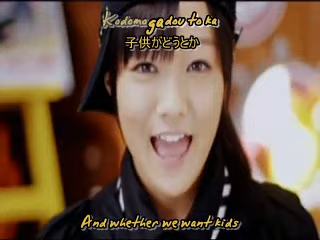 Kodomo ga dou to ka
子供がどうとか
And whether we want kids